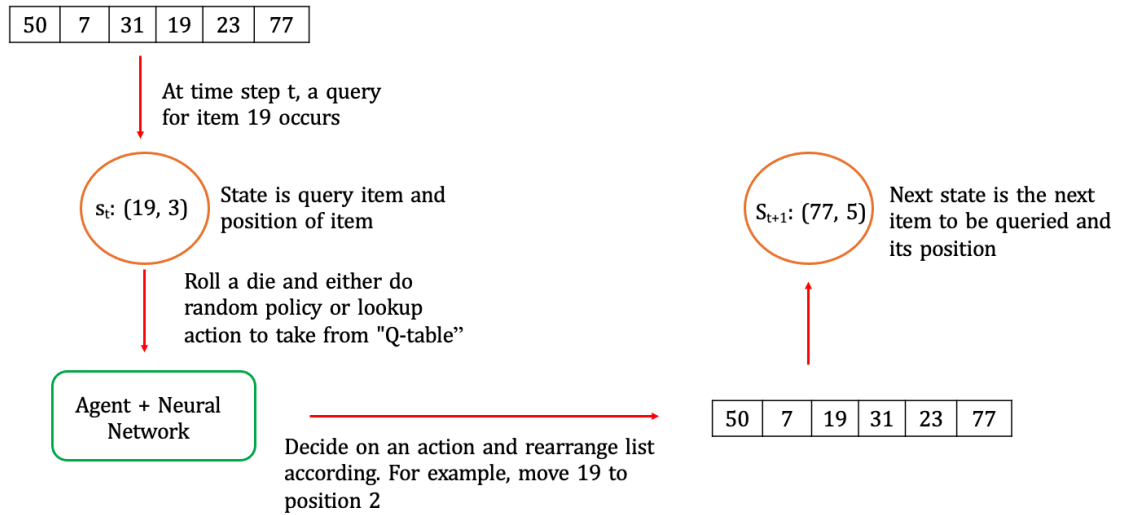 50 7 31 19 23 77
At time step t, a query
for item 19 occurs
sₜ: (19, 3)
State is query item and
position of item
Roll a die and either do
random policy or lookup
action to take from "Q-table”
Agent + Neural
Network
Decide on an action and rearrange list
according. For example, move 19 to
position 2
50 7 19 31 23 77
Sₜ₊₁: (77, 5)
Next state is the next
item to be queried and
its position